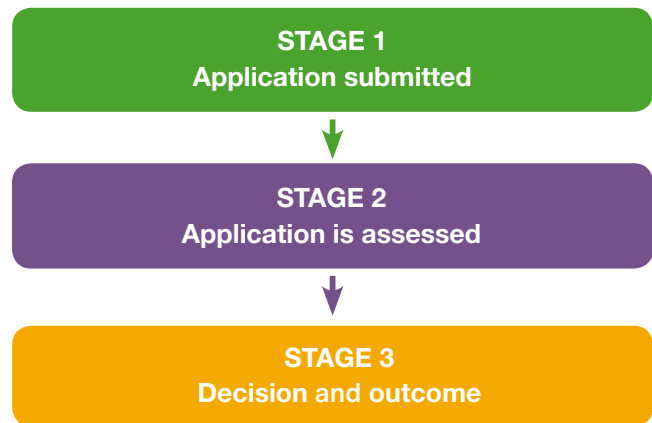 STAGE 1
Application submitted
STAGE 2
Application is assessed
STAGE 3
Decision and outcome